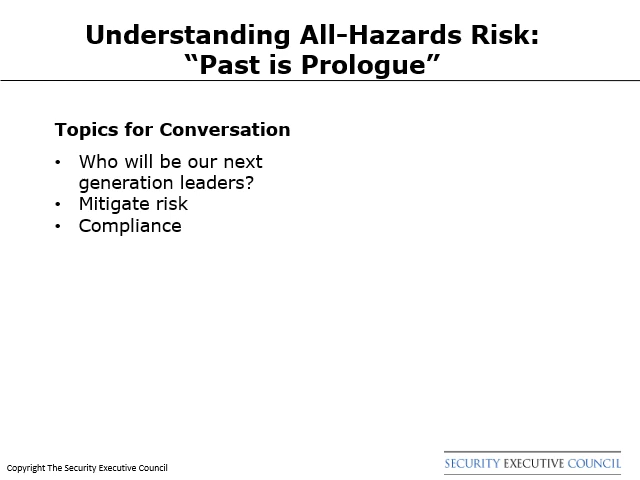 Understanding All-Hazards Risk:
“Past is Prologue”
Topics for Conversation
• Who will be our next
generation leaders?
• Mitigate risk
• Compliance
Copyright The Security Executive Council
SECURITY EXECUTIVE COUNCIL